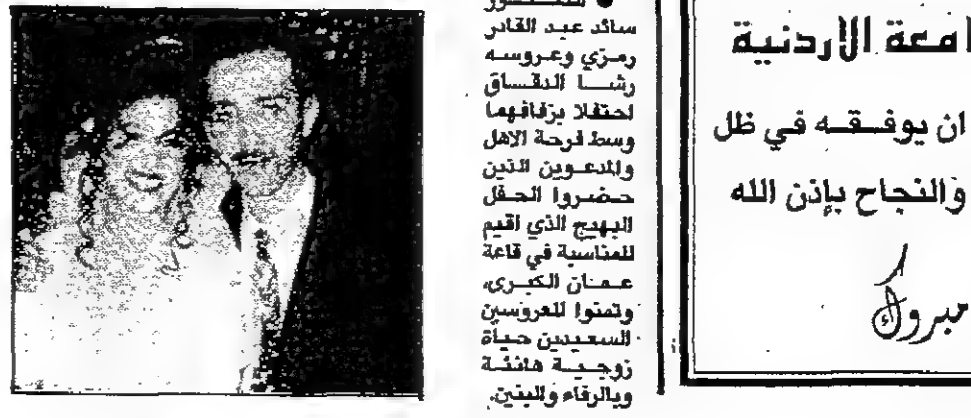 سائد عبد القادر
رمزي وعروسه
رشا الدقاق
احتفلا بزفافهما
وسط فرحة الاهل
والمدعوين الذين
حضروا الحفل
البهيج الذي اقيم
للمناسبة في قاعة
عمان الكبرى،
وتمنوا للعروسين
السعيدين حياة
زوجية هانئة
وبالرفاء والبنين.
امعة الاردنية
ان يوفقه في ظل
والنجاح بإذن الله
مبروك